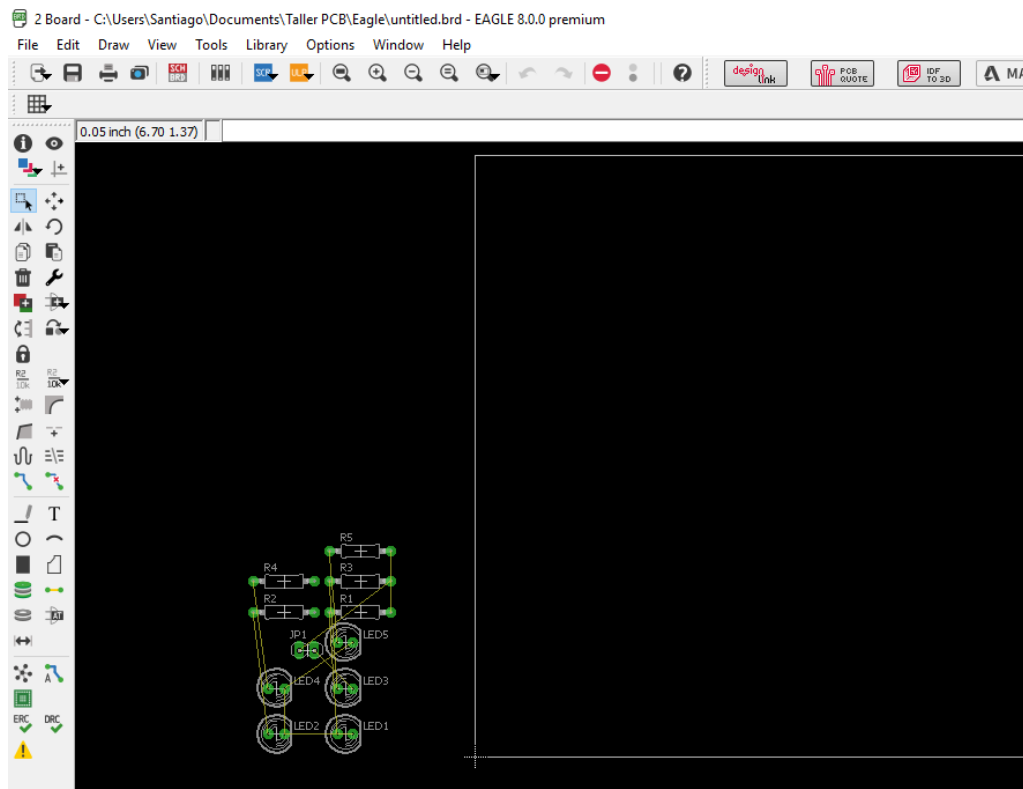 2 Board - C:\Users\Santiago\Documents\Taller PCB\Eagle\untitled.brd - EAGLE 8.0.0 premium
File Edit Draw View Tools Library Options Window Help
SCH
BRD
SCR
ULP
design
link
PCB
QUOTE
IDF
TO 3D
MA
0.05 inch (6.70 1.37)
R2
10k
R2
10k
T
A
ERC
DRC
R5
R4
R3
R2
R1
JP1
LED5
LED4
LED3
LED2
LED1